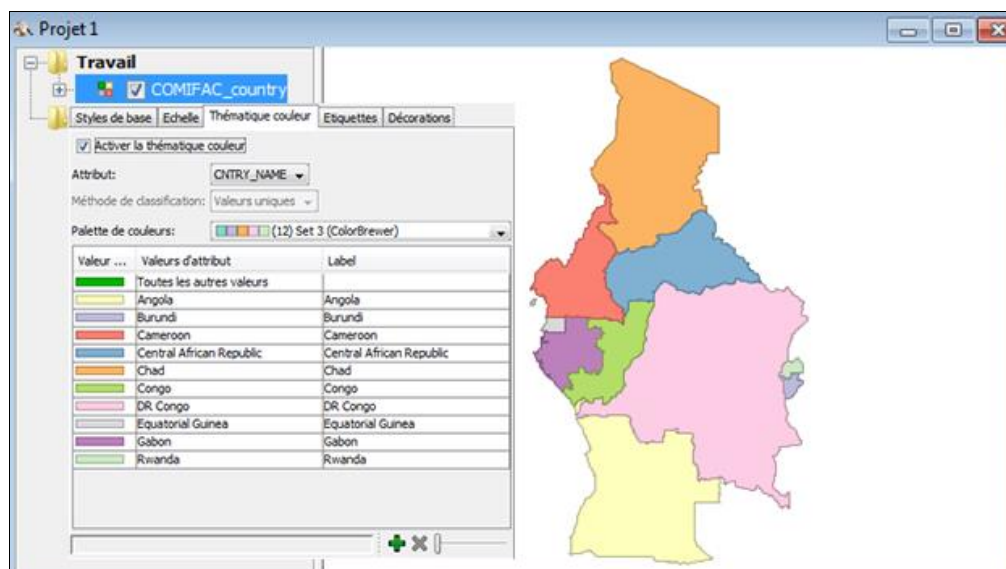 Projet 1
Travail
COMIFAC_country
Styles de base Echelle Thématique couleur Etiquettes Décorations
Activer la thématique couleur
Attribut: CNTRY_NAME
Méthode de classification: Valeurs uniques
Palette de couleurs: (12) Set 3 (ColorBrewer)
Valeur ... Valeurs d'attribut Label
Toutes les autres valeurs
Angola Angola
Burundi Burundi
Cameroon Cameroon
Central African Republic Central African Republic
Chad Chad
Congo Congo
DR Congo DR Congo
Equatorial Guinea Equatorial Guinea
Gabon Gabon
Rwanda Rwanda